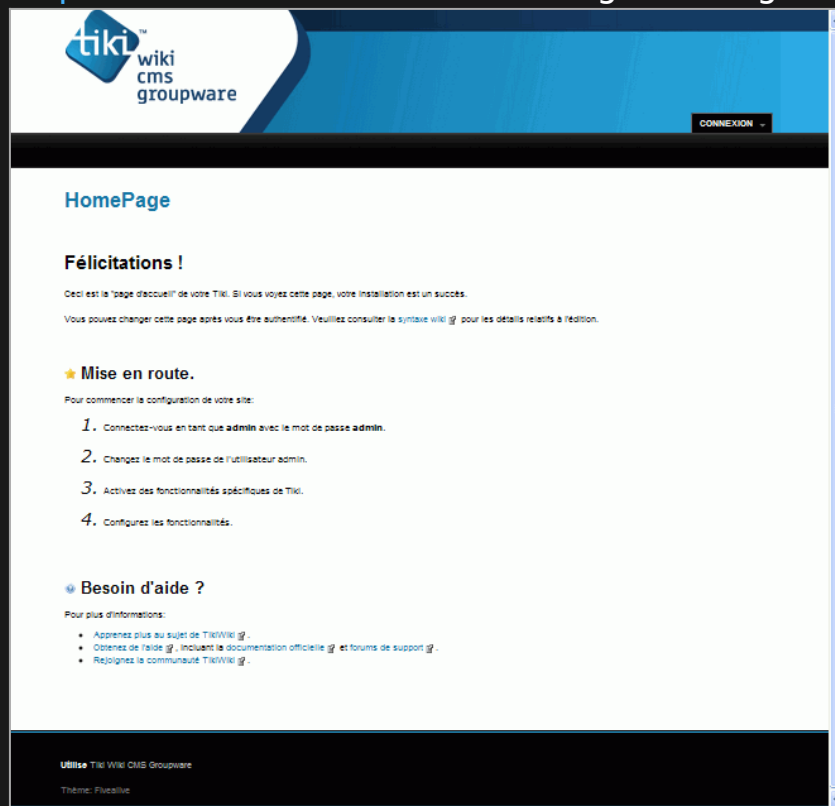 tiki™
wiki
cms
groupware
CONNEXION
HomePage
Félicitations !
Ceci est la "page d'accueil" de votre Tiki. Si vous voyez cette page, votre installation est un succès.
Vous pouvez changer cette page après vous être authentifié. Veuillez consulter la syntaxe wiki pour les détails relatifs à l'édition.
Mise en route.
Pour commencer la configuration de votre site:
1. Connectez-vous en tant que admin avec le mot de passe admin.
2. Changez le mot de passe de l'utilisateur admin.
3. Activez des fonctionnalités spécifiques de Tiki.
4. Configurez les fonctionnalités.
Besoin d'aide ?
Pour plus d'informations:
Apprenez plus au sujet de TikiWiki .
Obtenez de l'aide , incluant la documentation officielle et forums de support .
Rejoignez la communauté TikiWiki .
Utilise Tiki Wiki CMS Groupware
Thème: Fivealive